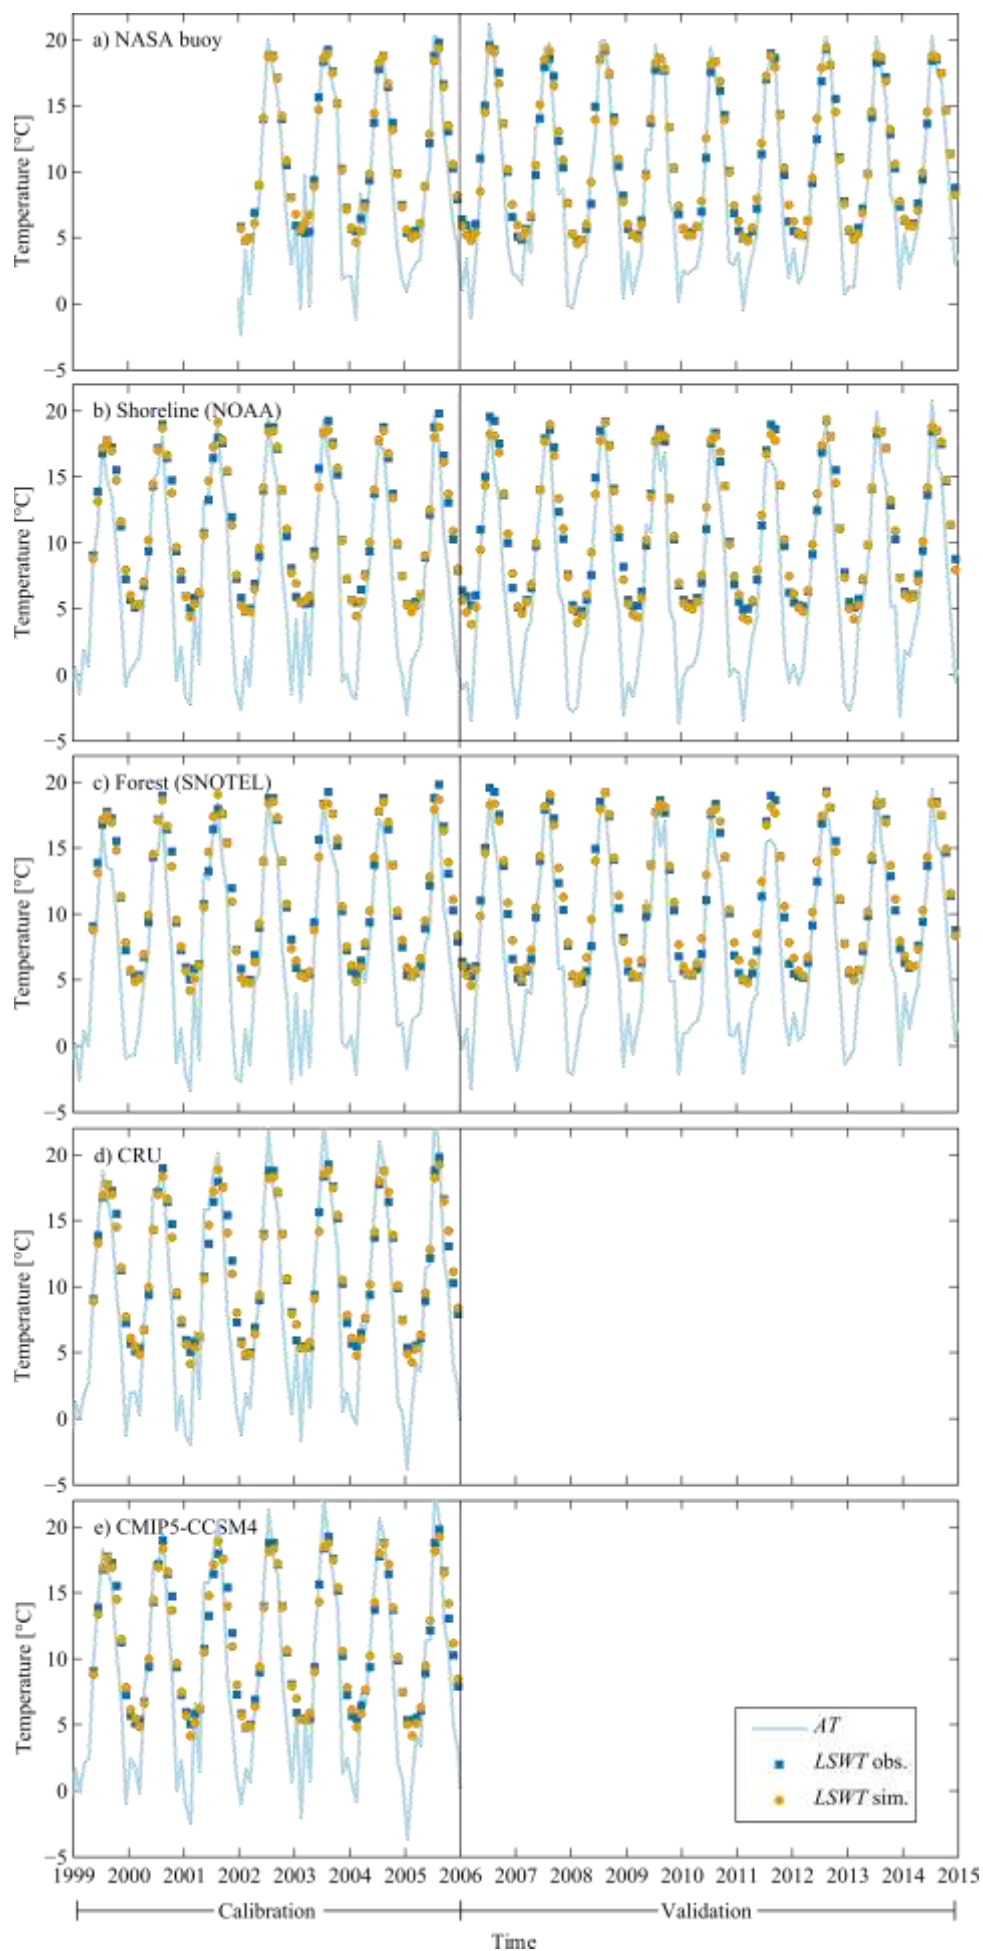 a) NASA buoy
20
15
10
5
0
−5
Temperature [°C]
b) Shoreline (NOAA)
20
15
10
5
0
−5
Temperature [°C]
c) Forest (SNOTEL)
20
15
10
5
0
−5
Temperature [°C]
d) CRU
20
15
10
5
0
−5
Temperature [°C]
e) CMIP5-CCSM4
20
15
10
5
0
−5
Temperature [°C]
AT
LSWT obs.
LSWT sim.
1999 2000 2001 2002 2003 2004 2005 2006 2007 2008 2009 2010 2011 2012 2013 2014 2015
Calibration Validation
Time